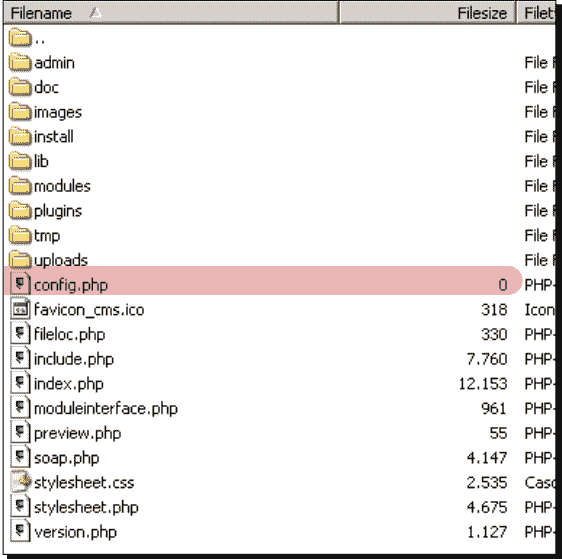 Filename Filesize Filet
..
admin File F
doc File F
images File F
install File F
lib File F
modules File F
plugins File F
tmp File F
uploads File F
config.php 0 PHP-
favicon_cms.ico 318 Icon
fileloc.php 330 PHP-
include.php 7.760 PHP-
index.php 12.153 PHP-
moduleinterface.php 961 PHP-
preview.php 55 PHP-
soap.php 4.147 PHP-
stylesheet.css 2.535 Casc
stylesheet.php 4.675 PHP-
version.php 1.127 PHP-